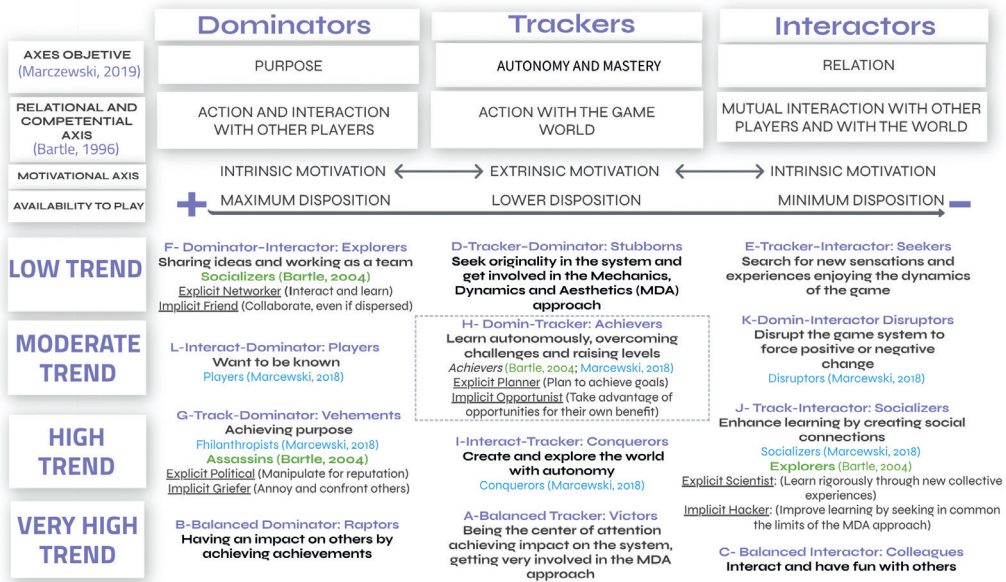 Dominators
Trackers
Interactors
AXES OBJETIVE
(Marczewski, 2019)
PURPOSE
AUTONOMY AND MASTERY
RELATION
RELATIONAL AND
COMPETENTIAL
AXIS
(Bartle, 1996)
ACTION AND INTERACTION
WITH OTHER PLAYERS
ACTION WITH THE GAME
WORLD
MUTUAL INTERACTION WITH OTHER
PLAYERS AND WITH THE WORLD
MOTIVATIONAL AXIS
INTRINSIC MOTIVATION
EXTRINSIC MOTIVATION
INTRINSIC MOTIVATION
AVAILABILITY TO PLAY
+
MAXIMUM DISPOSITION
LOWER DISPOSITION
MINIMUM DISPOSITION
−
LOW TREND
F- Dominator-Interactor: Explorers
Sharing ideas and working as a team
Socializers (Bartle, 2004)
Explicit Networker (Interact and learn)
Implicit Friend (Collaborate, even if dispersed)
D-Tracker-Dominator: Stubborns
Seek originality in the system and
get involved in the Mechanics,
Dynamics and Aesthetics (MDA)
approach
E-Tracker-Interactor: Seekers
Search for new sensations and
experiences enjoying the dynamics
of the game
MODERATE
TREND
L-Interact-Dominator: Players
Want to be known
Players (Marcewski, 2018)
H- Domin-Tracker: Achievers
Learn autonomously, overcoming
challenges and raising levels
Achievers (Bartle, 2004; Marcewski, 2018)
Explicit Planner (Plan to achieve goals)
Implicit Opportunist (Take advantage of
opportunities for their own benefit)
K-Domin-Interactor Disruptors
Disrupt the game system to
force positive or negative
change
Disruptors (Marcewski, 2018)
HIGH
TREND
G-Track-Dominator: Vehements
Achieving purpose
Fhilanthropists (Marcewski, 2018)
Assassins (Bartle, 2004)
Explicit Political (Manipulate for reputation)
Implicit Griefer (Annoy and confront others)
I-Interact-Tracker: Conquerors
Create and explore the world
with autonomy
Conquerors (Marcewski, 2018)
J- Track-Interactor: Socializers
Enhance learning by creating social
connections
Socializers (Marcewski, 2018)
Explorers (Bartle, 2004)
Explicit Scientist: (Learn rigorously through new collective
experiences)
Implicit Hacker: (Improve learning by seeking in common
the limits of the MDA approach)
VERY HIGH
TREND
B-Balanced Dominator: Raptors
Having an impact on others by
achieving achievements
A-Balanced Tracker: Victors
Being the center of attention
achieving impact on the system,
getting very involved in the MDA
approach
C- Balanced Interactor: Colleagues
Interact and have fun with others